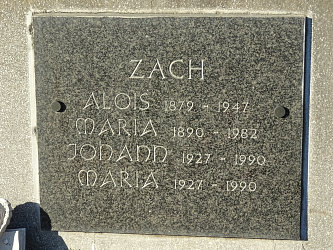 ZACH
ALOIS 1879 - 1947
MARIA 1890 - 1982
JOHANN 1927 - 1990
MARIA 1927 - 1990